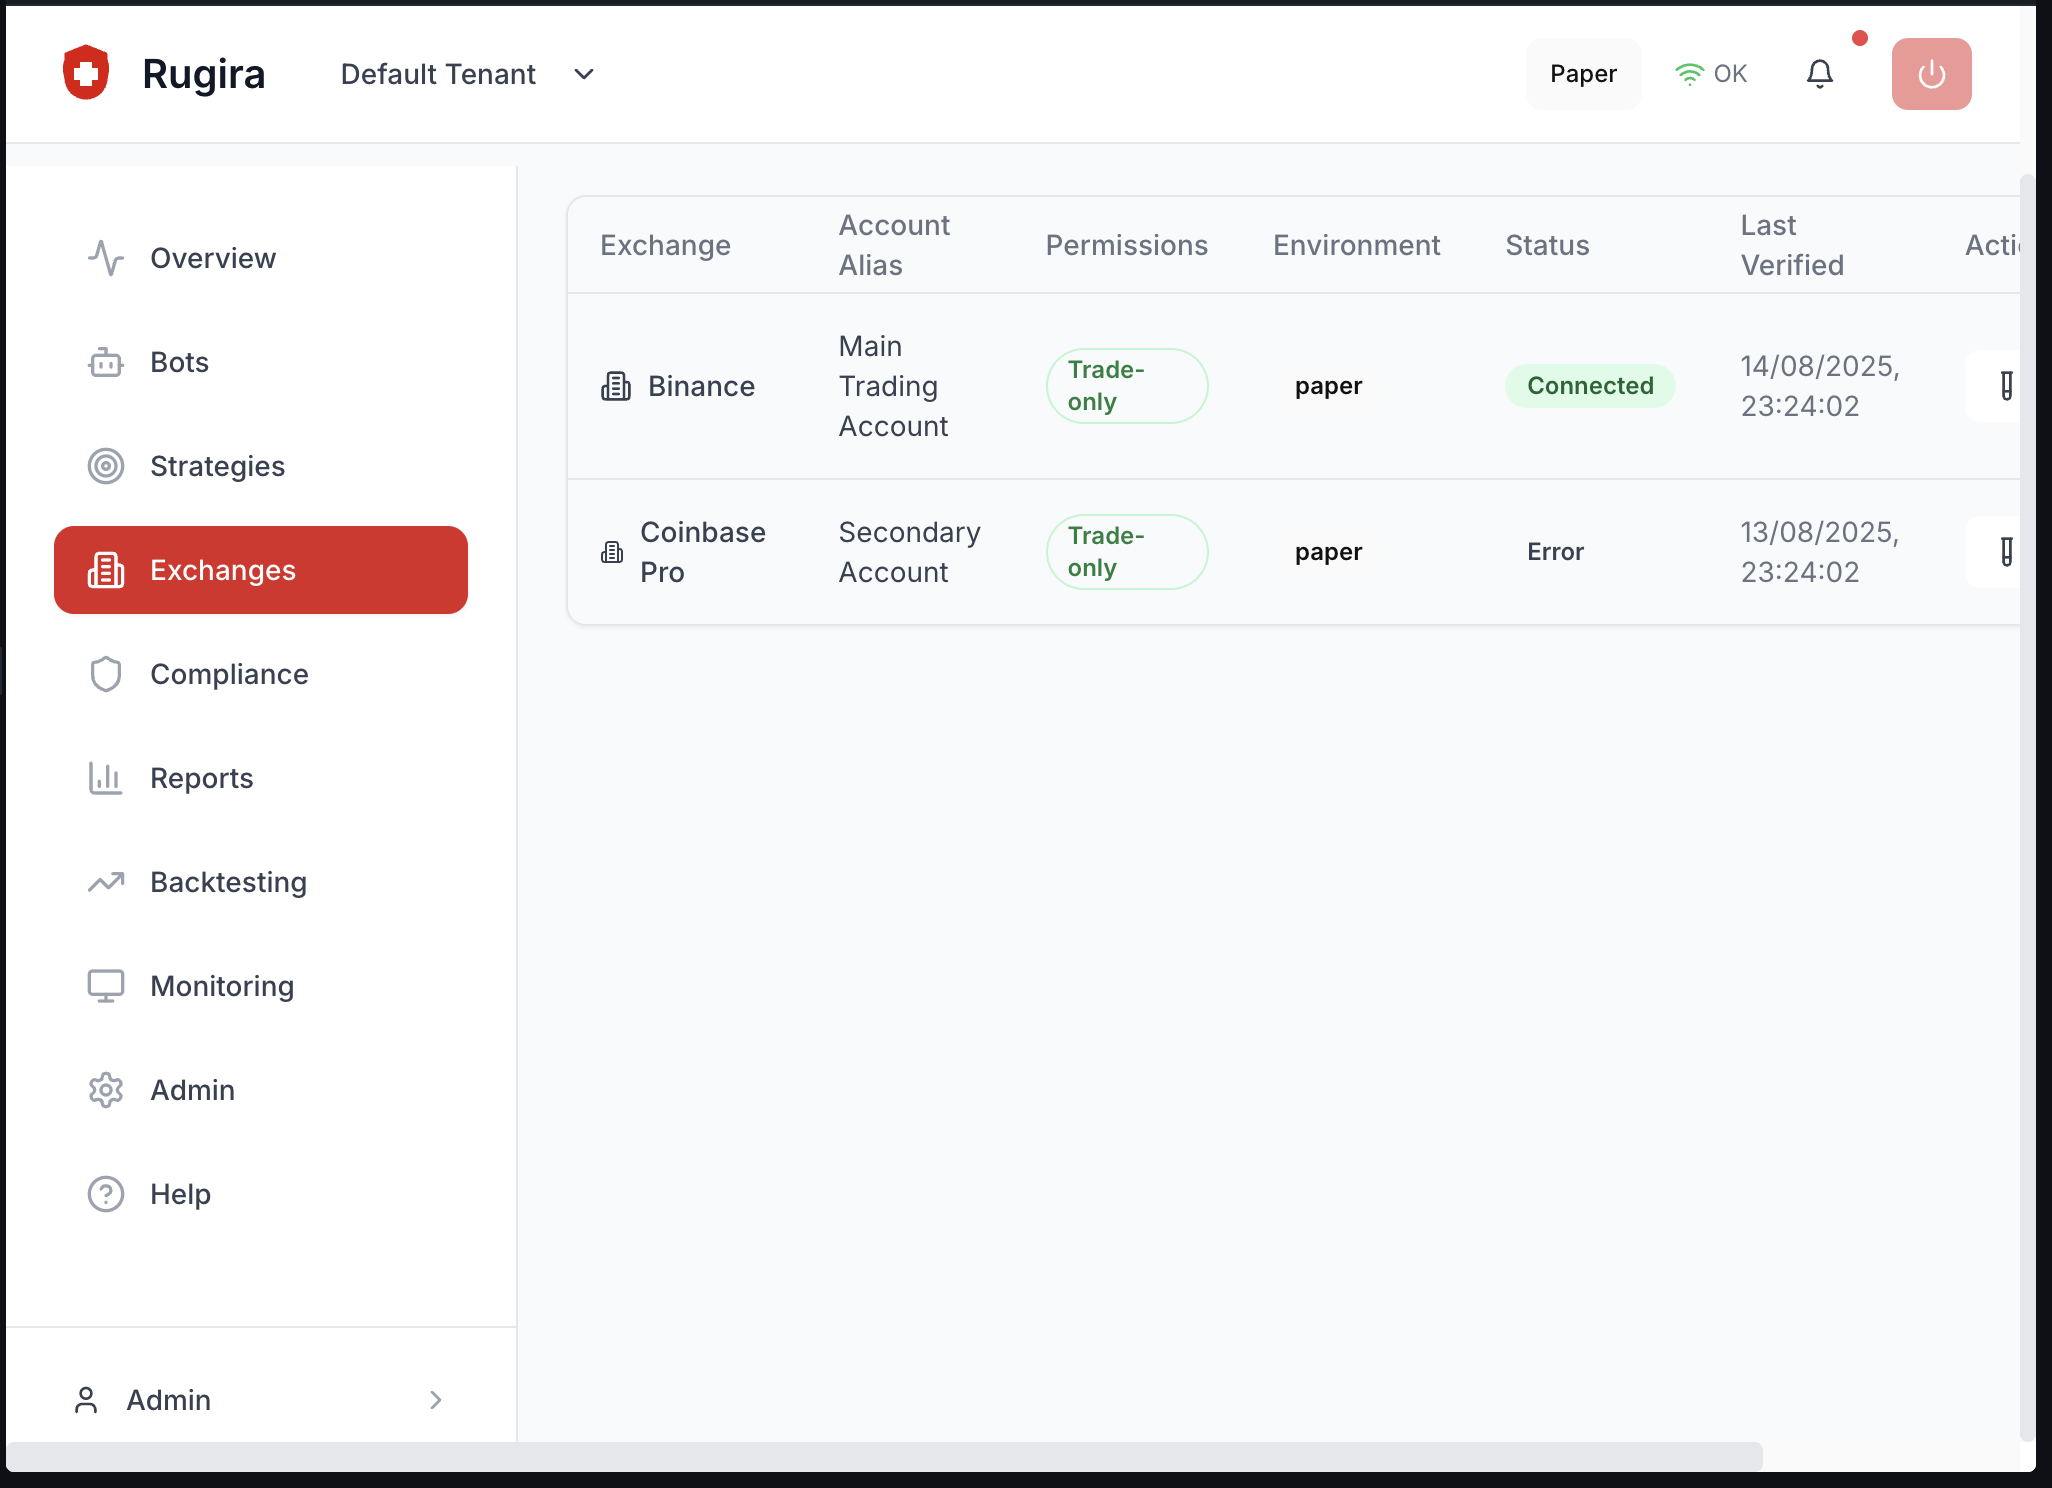 Rugira
Default Tenant
Paper
OK
Overview
Bots
Strategies
Exchanges
Compliance
Reports
Backtesting
Monitoring
Admin
Help
Admin
Exchange
Account
Alias
Permissions
Environment
Status
Last
Verified
Acti
Binance
Main
Trading
Account
Trade-
only
paper
Connected
14/08/2025,
23:24:02
Coinbase
Pro
Secondary
Account
Trade-
only
paper
Error
13/08/2025,
23:24:02